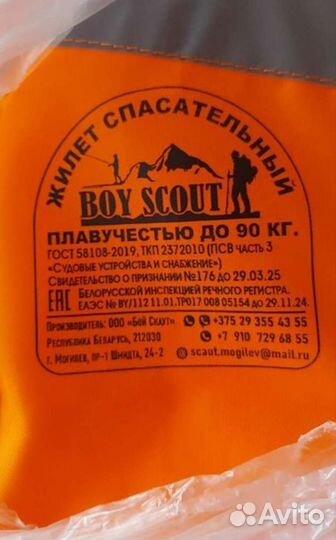 ЖИЛЕТ СПАСАТЕЛЬНЫЙ
BOY SCOUT
ПЛАВУЧЕСТЬЮ ДО 90 КГ.
ГОСТ 58108-2019, ТКП 2372010 (ПСВ ЧАСТЬ 3
«СУДОВЫЕ УСТРОЙСТВА И СНАБЖЕНИЕ»)
СВИДЕТЕЛЬСТВО О ПРИЗНАНИИ №176 ДО 29.03.25
ЕАС БЕЛОРУССКОЙ ИНСПЕКЦИЕЙ РЕЧНОГО РЕГИСТРА.
ЕАЭС № BY/112 11.01.ТР017 008 05154 ДО 29.11.24.
ПРОИЗВОДИТЕЛЬ: ООО «БОЙ СКАУТ»
РЕСПУБЛИКА БЕЛАРУСЬ, 212030
Г. МОГИЛЕВ, ПР-Т ШМИДТА, 24-2
+375 29 355 43 55
+7 910 729 68 55
scaut.mogilev@mail.ru
Avito